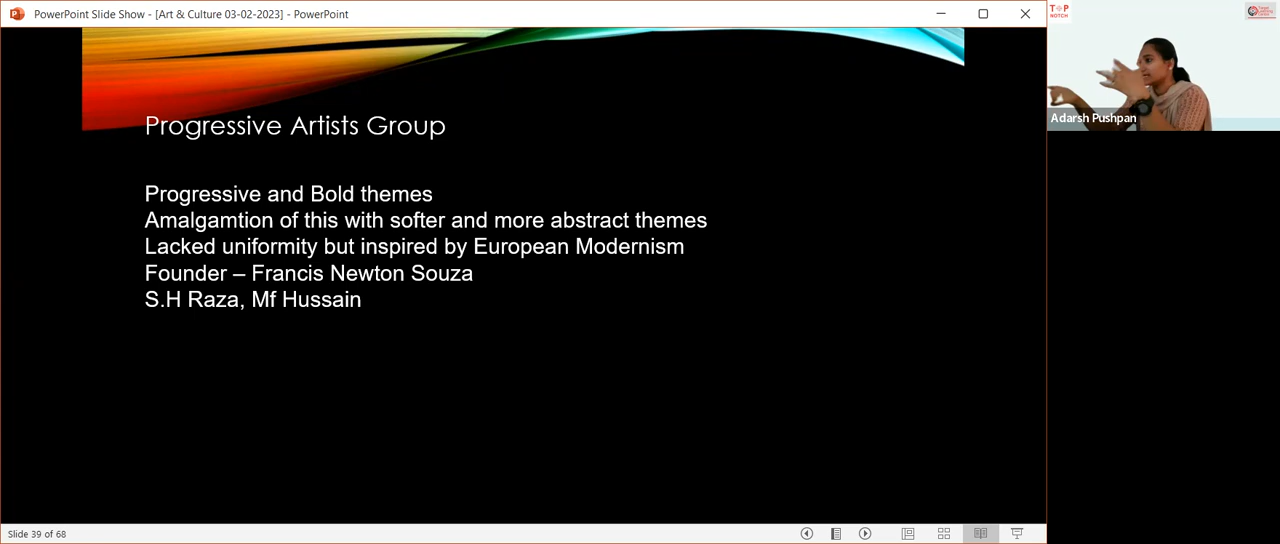 PowerPoint Slide Show - [Art & Culture 03-02-2023] - PowerPoint
T P
NOTCH
Adarsh Pushpan
Progressive Artists Group
Progressive and Bold themes
Amalgamtion of this with softer and more abstract themes
Lacked uniformity but inspired by European Modernism
Founder – Francis Newton Souza
S.H Raza, Mf Hussain
Slide 39 of 68